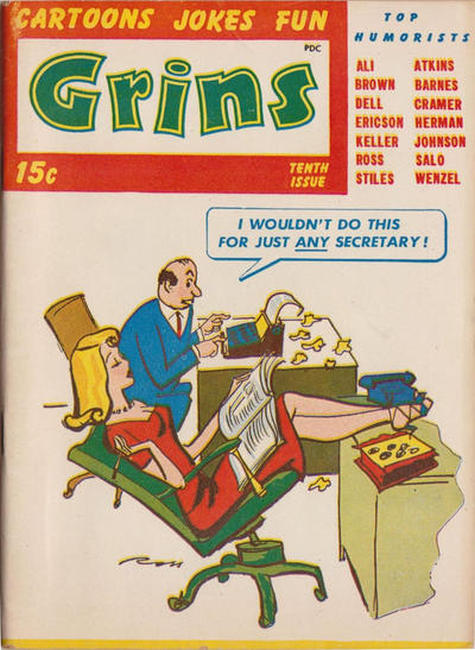 CARTOONS JOKES FUN
PDC
Grins
15c
TENTH
ISSUE
TOP
HUMORISTS
ALI ATKINS
BROWN BARNES
DELL CRAMER
ERICSON HERMAN
KELLER JOHNSON
ROSS SALO
STILES WENZEL
I WOULDN'T DO THIS
FOR JUST ANY SECRETARY!
Ross